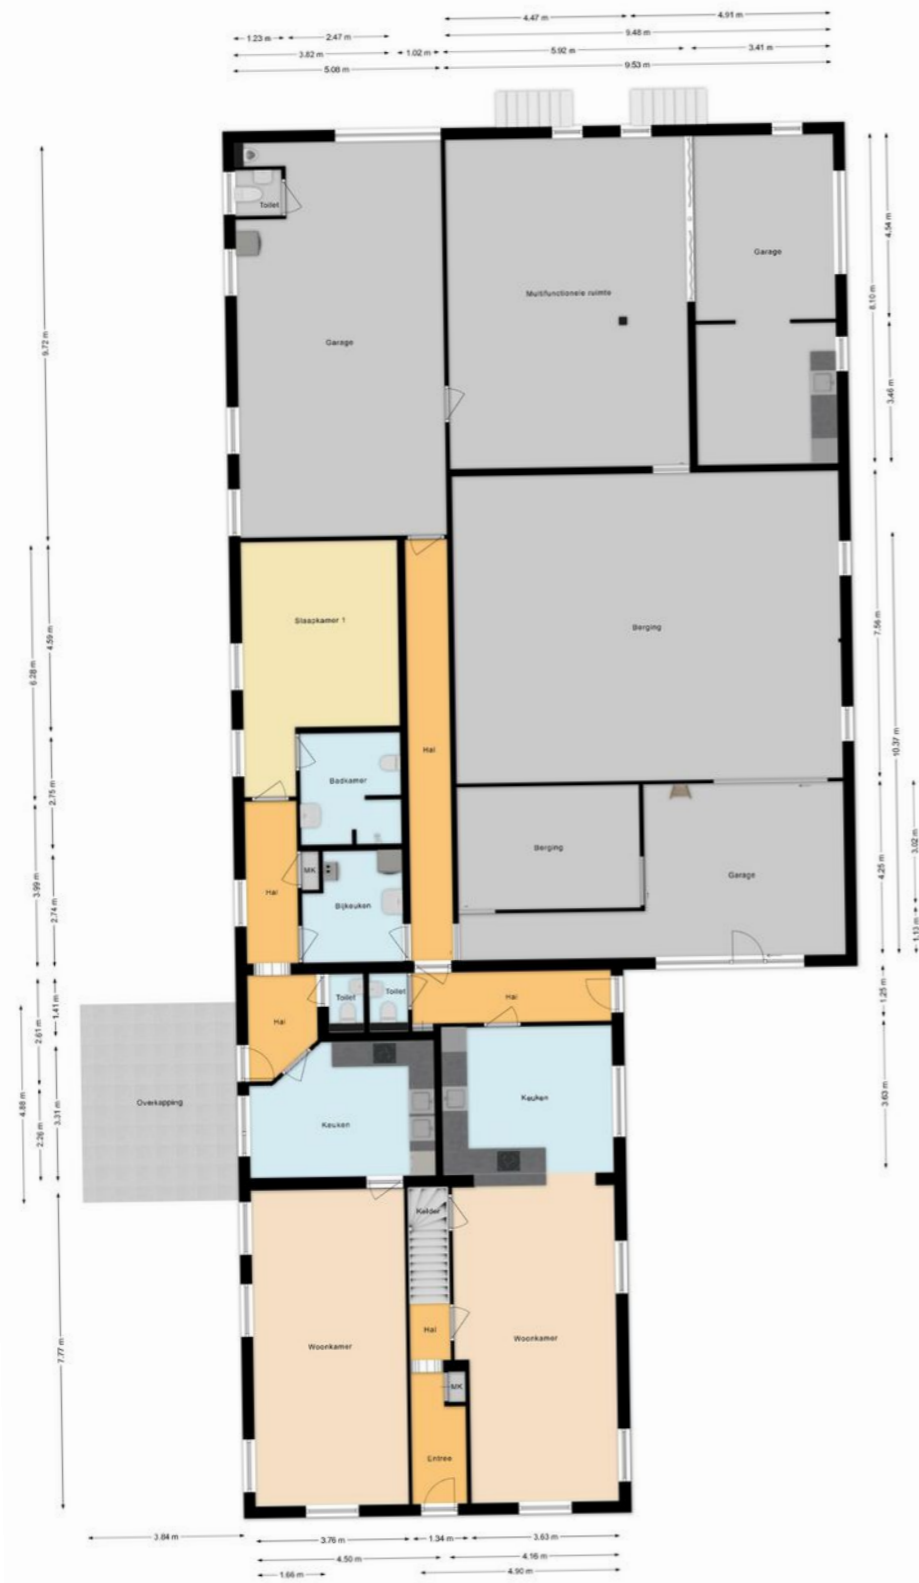 4.47 m
4.91 m
1.23 m
2.47 m
9.48 m
3.82 m
1.02 m
5.92 m
3.41 m
5.08 m
9.53 m
Toilet
4.54 m
Garage
Multifunctionele ruimte
8.10 m
Garage
9.72 m
3.46 m
Slaapkamer 1
Berging
7.56 m
4.59 m
6.28 m
Hal
10.37 m
Badkamer
2.75 m
Berging
4.25 m
3.02 m
MK
Garage
Hal
3.99 m
2.74 m
Bijkeuken
1.13 m
Toilet
Toilet
Hal
1.25 m
1.41 m
Hal
2.61 m
Overkapping
Keuken
Keuken
3.63 m
4.88 m
3.31 m
2.26 m
Kelder
Hal
Woonkamer
Woonkamer
7.77 m
MK
Entree
3.84 m
3.76 m
1.34 m
3.63 m
4.50 m
4.16 m
1.66 m
4.90 m